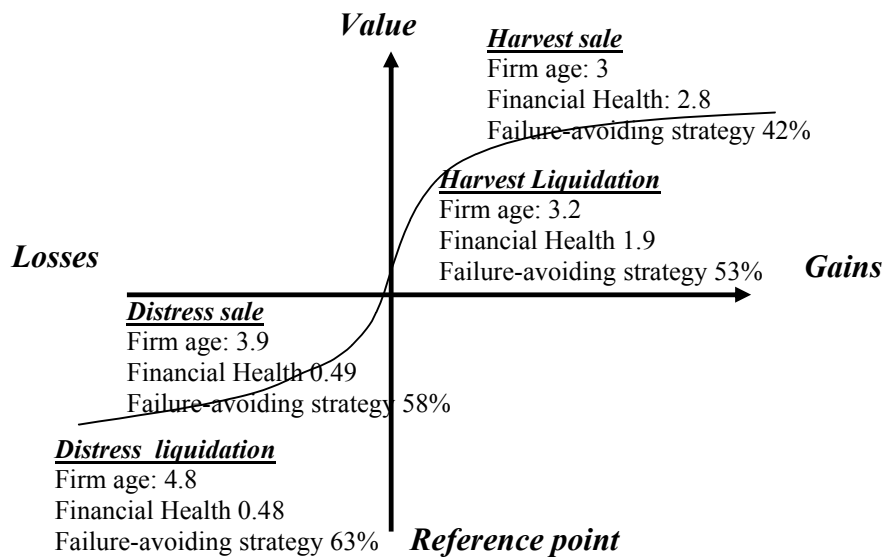 Value
Harvest sale
Firm age: 3
Financial Health: 2.8
Failure-avoiding strategy 42%
Harvest Liquidation
Firm age: 3.2
Financial Health 1.9
Failure-avoiding strategy 53%
Losses
Gains
Distress sale
Firm age: 3.9
Financial Health 0.49
Failure-avoiding strategy 58%
Distress liquidation
Firm age: 4.8
Financial Health 0.48
Failure-avoiding strategy 63%
Reference point